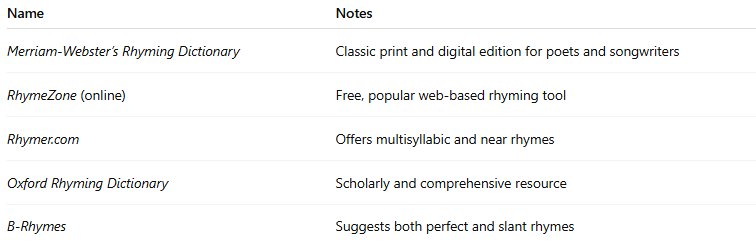 Name Notes
Merriam-Webster’s Rhyming Dictionary Classic print and digital edition for poets and songwriters
RhymeZone (online) Free, popular web-based rhyming tool
Rhymer.com Offers multisyllabic and near rhymes
Oxford Rhyming Dictionary Scholarly and comprehensive resource
B-Rhymes Suggests both perfect and slant rhymes